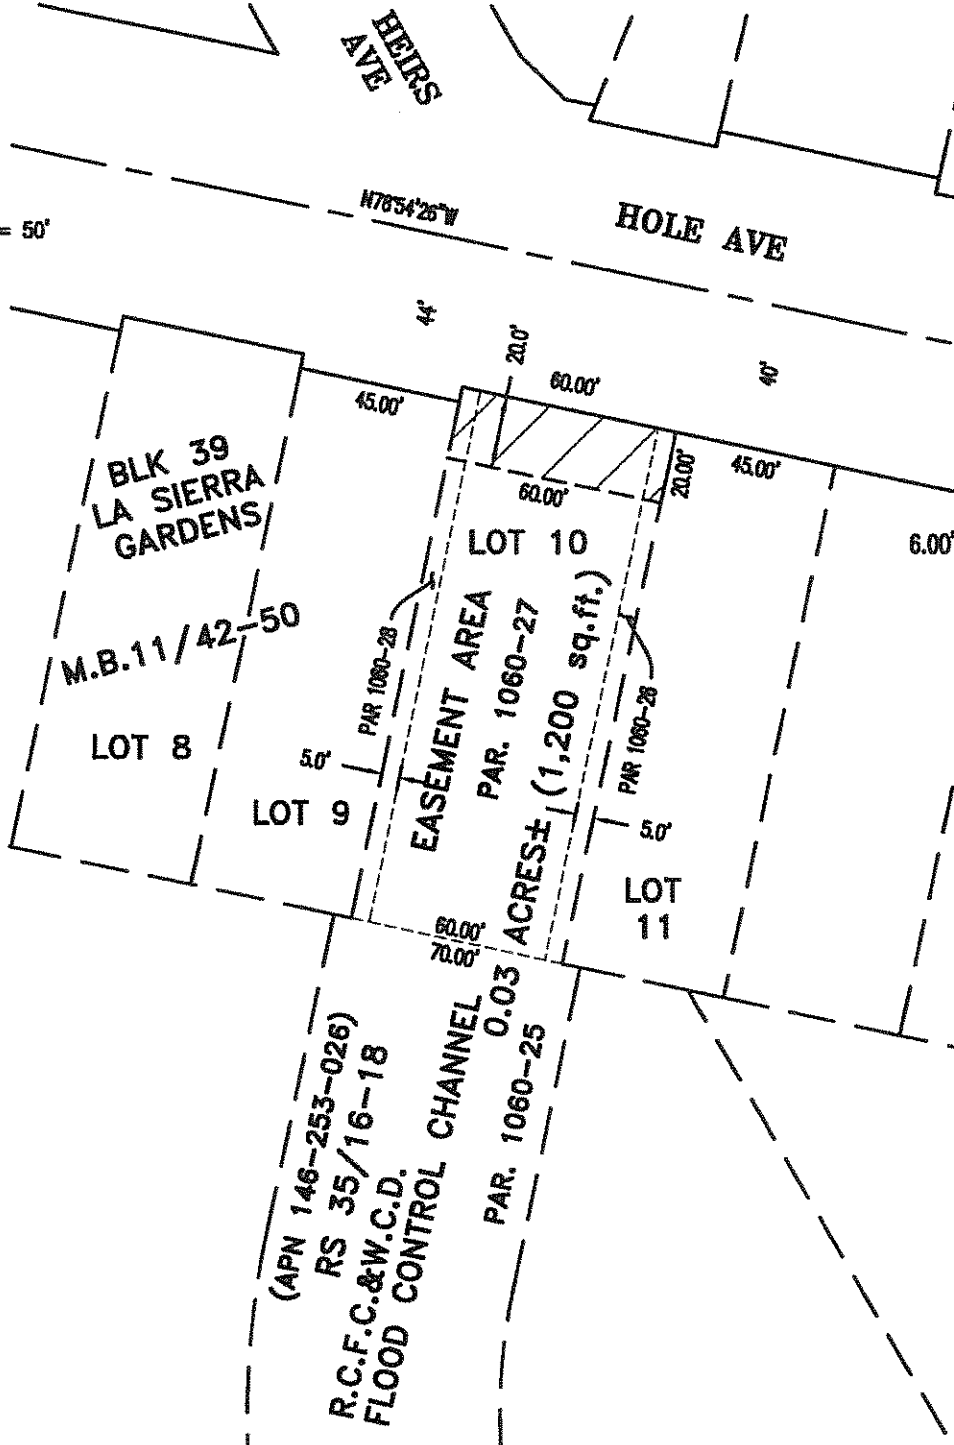 HEIRS
AVE
N78°54'26"W
HOLE AVE
= 50'
44'
20.0'
60.00'
40'
45.00'
BLK 39
LA SIERRA
GARDENS
60.00'
20.00'
45.00'
6.00'
LOT 10
M.B.11/42-50
PAR 1060-28
EASEMENT AREA
PAR. 1060-27
0.03 ACRES± (1,200 sq.ft.)
PAR 1060-26
LOT 8
5.0'
LOT 9
5.0'
LOT
11
60.00'
70.00'
(APN 146-253-026)
RS 35/16-18
R.C.F.C.&W.C.D.
FLOOD CONTROL CHANNEL
PAR. 1060-25